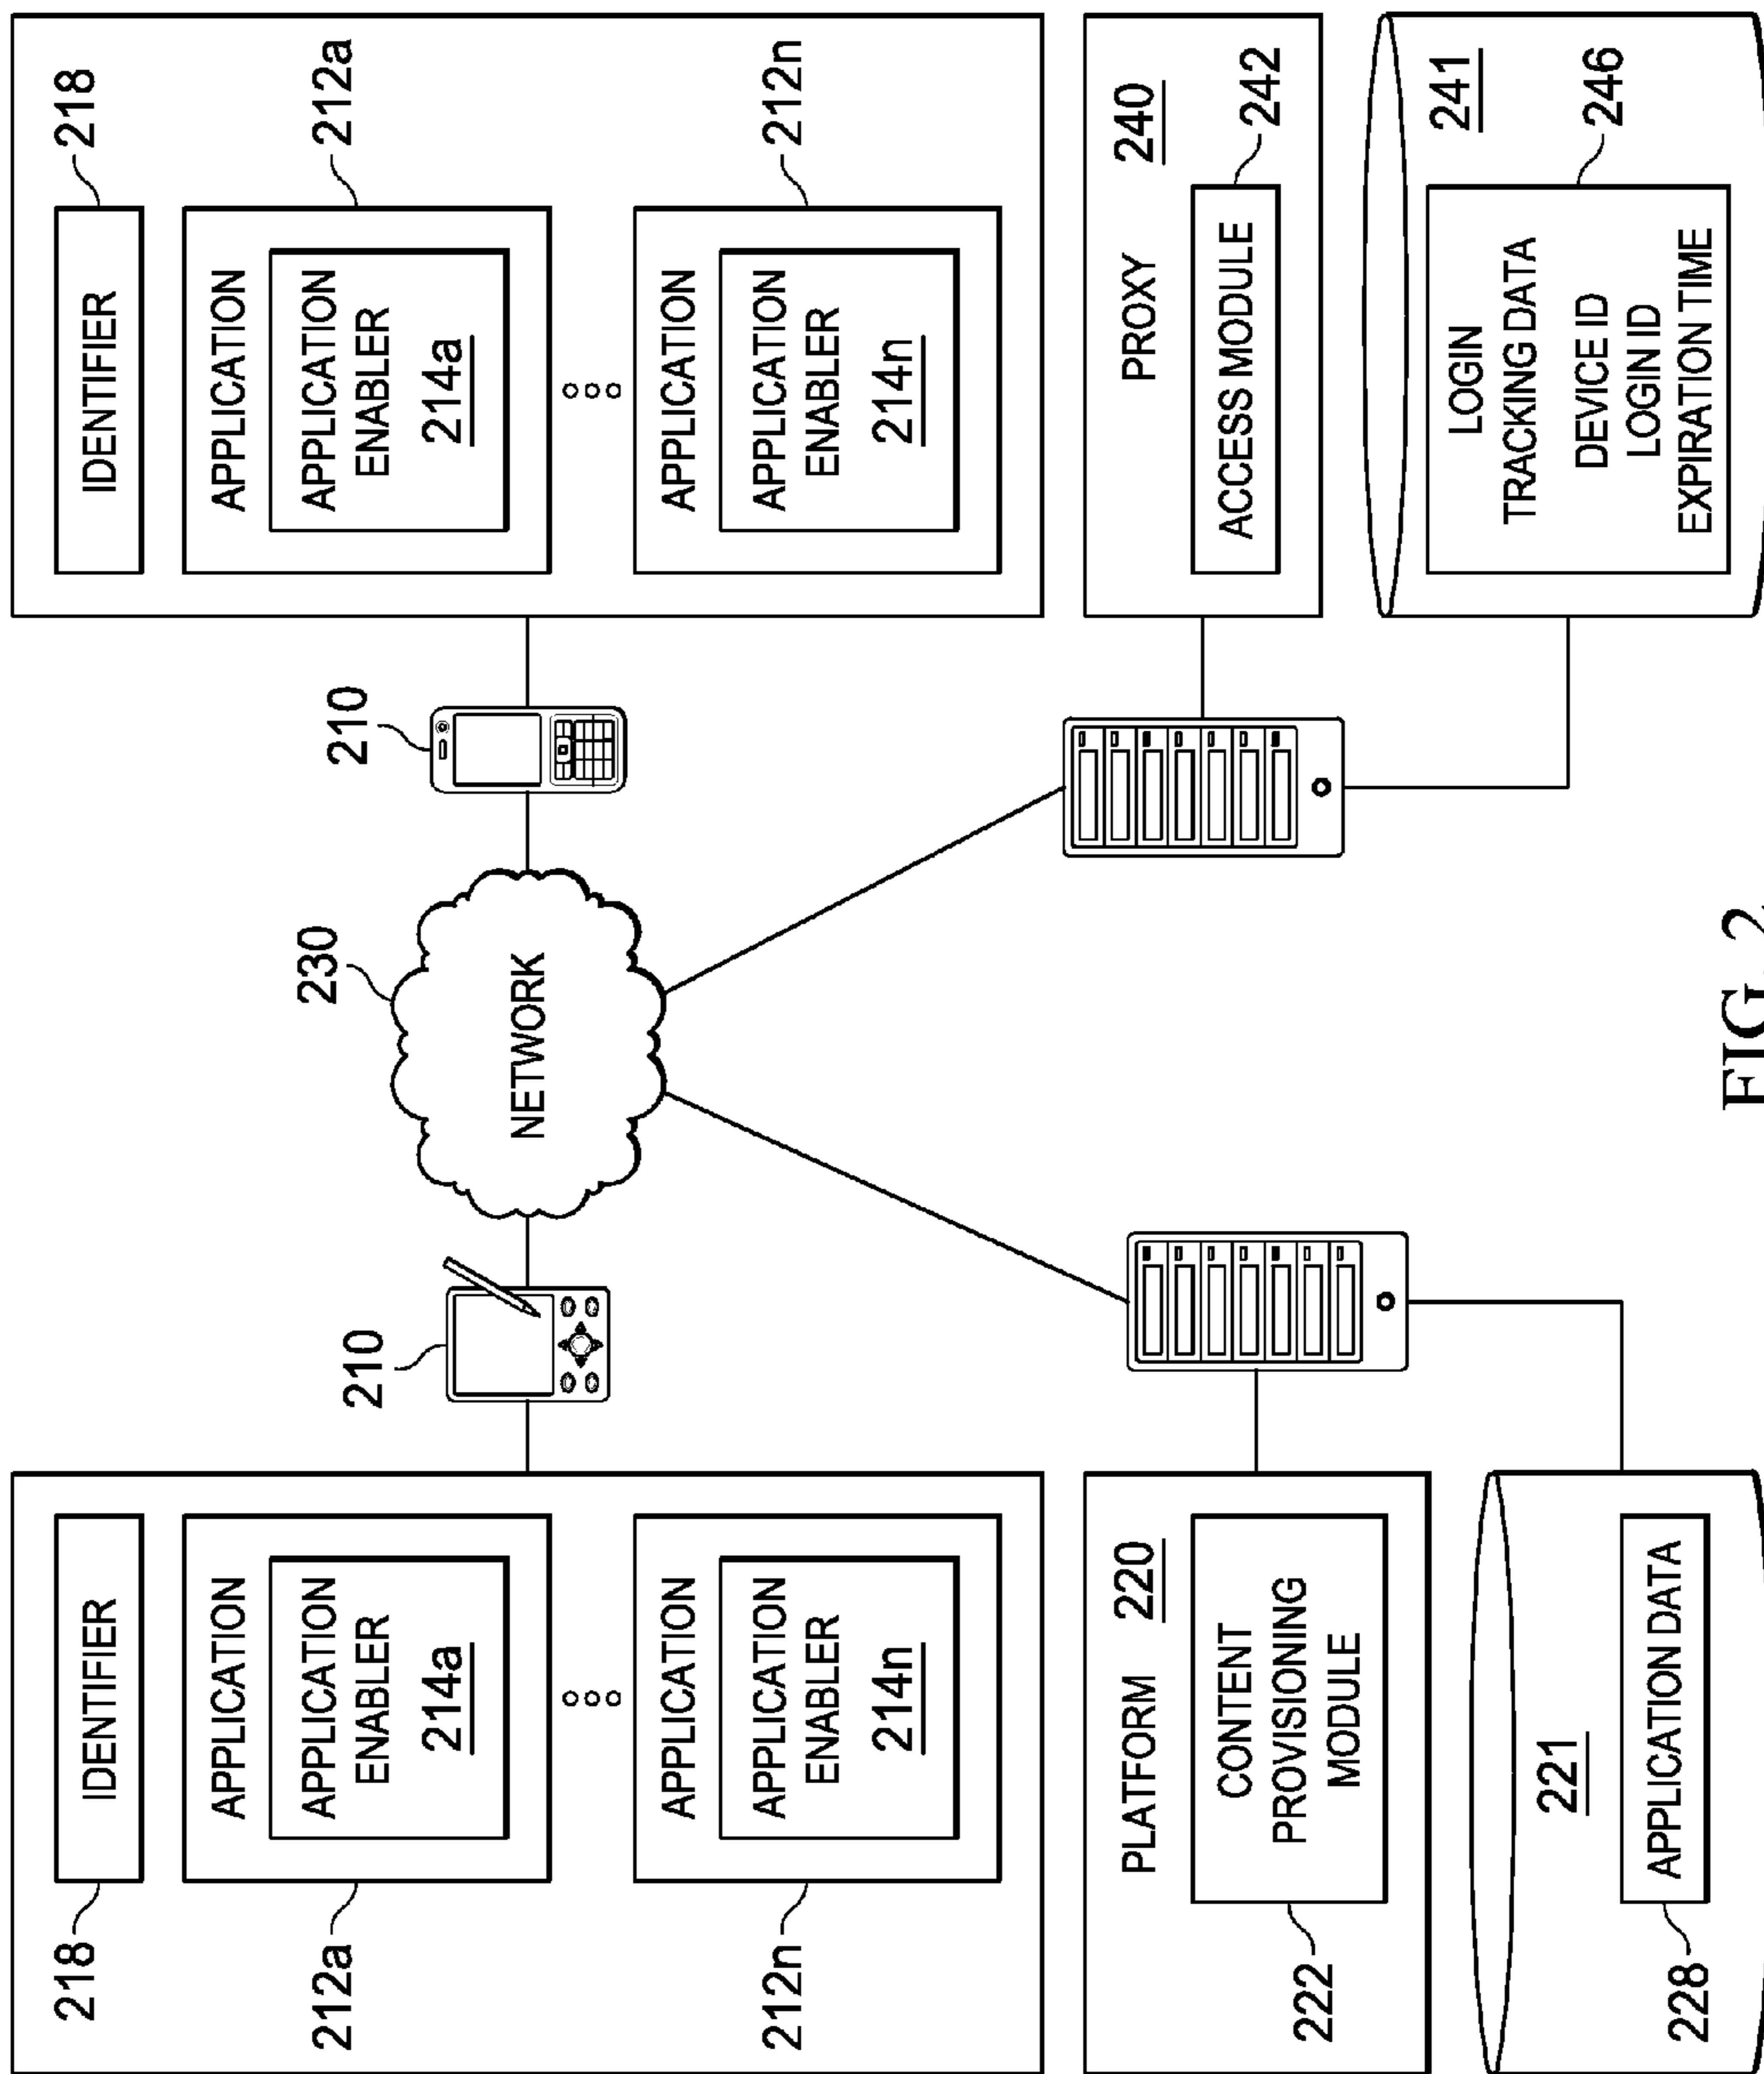 218
IDENTIFIER
APPLICATION
APPLICATION
ENABLER
214a
212a
APPLICATION
APPLICATION
ENABLER
214n
212n
210
230
NETWORK
210
IDENTIFIER
218
APPLICATION
APPLICATION
ENABLER
214a
212a
APPLICATION
APPLICATION
ENABLER
214n
212n
PLATFORM 220
CONTENT
PROVISIONING
MODULE
222
221
APPLICATION DATA
228
PROXY 240
ACCESS MODULE
242
241
LOGIN
TRACKING DATA
DEVICE ID
LOGIN ID
EXPIRATION TIME
246
FIG. 2